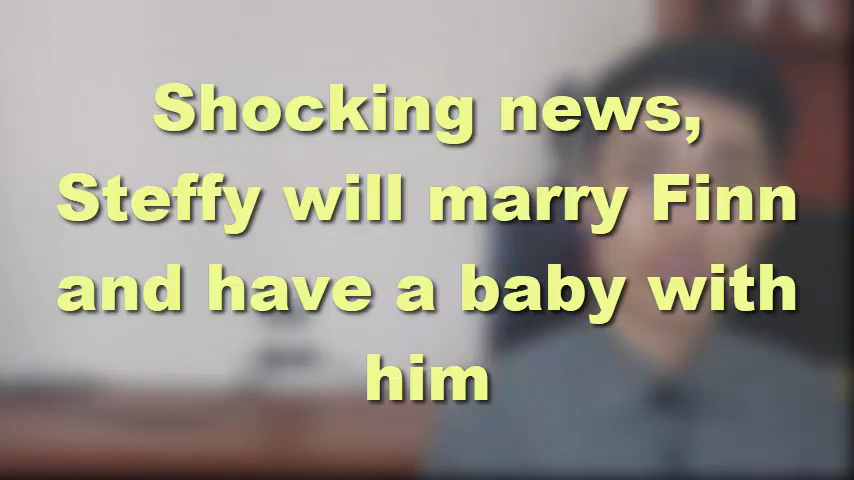 Shocking news,
Steffy will marry Finn
and have a baby with
him